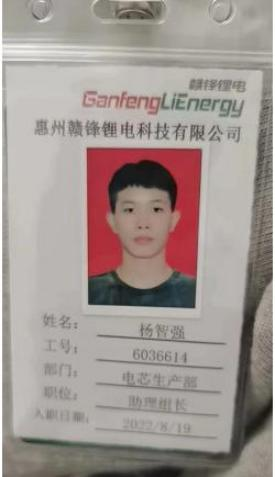 赣锋锂电
GanfengLiEnergy
惠州赣锋锂电科技有限公司
姓名：杨智强
工号：6036614
部门：电芯生产部
职位：助理组长
入职日期：2022/8/19